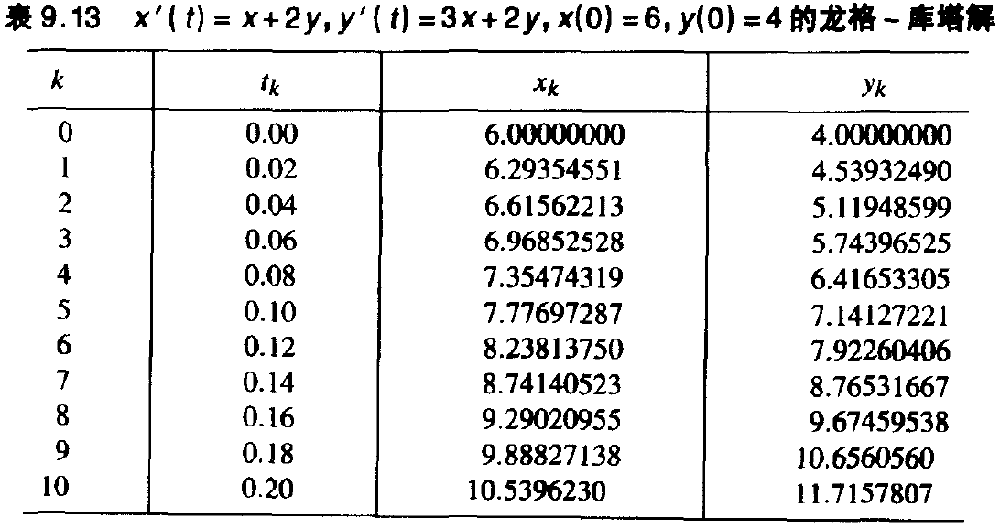 表 9.13 x′(t) = x+2y, y′(t) = 3x+2y, x(0) = 6, y(0) = 4 的龙格－库塔解
k tₖ xₖ yₖ
0 0.00 6.00000000 4.00000000
1 0.02 6.29354551 4.53932490
2 0.04 6.61562213 5.11948599
3 0.06 6.96852528 5.74396525
4 0.08 7.35474319 6.41653305
5 0.10 7.77697287 7.14127221
6 0.12 8.23813750 7.92260406
7 0.14 8.74140523 8.76531667
8 0.16 9.29020955 9.67459538
9 0.18 9.88827138 10.6560560
10 0.20 10.5396230 11.7157807